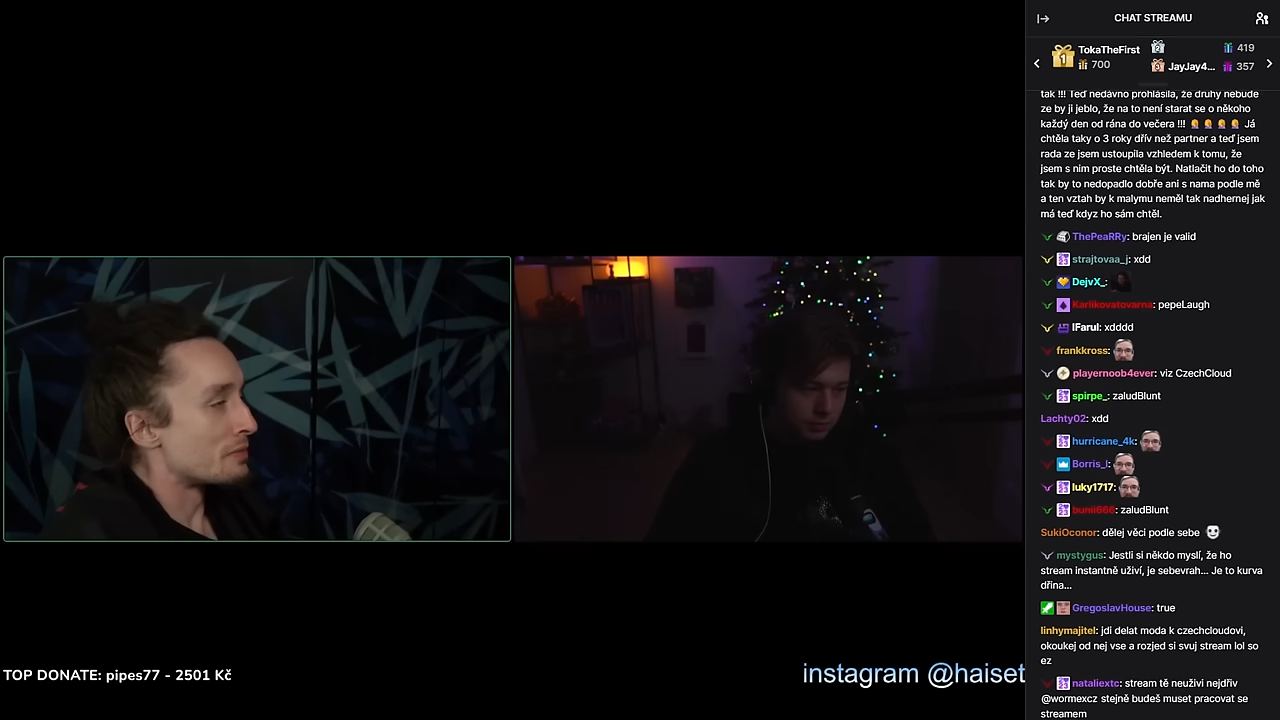 CHAT STREAMU
TokaTheFirst
700
419
JayJay4...
357
tak !!! Teď nedávno prohlásila, že druhy nebude
ze by ji jeblo, že na to není starat se o někoho
každý den od rána do večera !!! Já
chtěla taky o 3 roky dřív než partner a teď jsem
rada ze jsem ustoupila vzhledem k tomu, že
jsem s nim proste chtěla být. Natlačit ho do toho
tak by to nedopadlo dobře ani s nama podle mě
a ten vztah by k malymu neměl tak nadhernej jak
má teď kdyz ho sám chtěl.
ThePeaRRy: brajen je valid
strajtovaa_j: xdd
DejvX_:
Karlikovatovarna: pepeLaugh
lFarul: xdddd
frankkross:
playernoob4ever: viz CzechCloud
spirpe_: zaludBlunt
Lachty02: xdd
hurricane_4k:
Borris_i:
luky1717:
bunii666: zaludBlunt
SukiOconor: dělej věci podle sebe
mystygus: Jestli si někdo myslí, že ho
stream instantně uživí, je sebevrah... Je to kurva
dřina...
GregoslavHouse: true
linhymajitel: jdi delat moda k czechcloudovi,
okoukej od nej vse a rozjed si svuj stream lol so
ez
nataliextc: stream tě neuživi nejdřiv
@wormexcz stejně budeš muset pracovat se
streamem
TOP DONATE: pipes77 - 2501 Kč
instagram @haiset